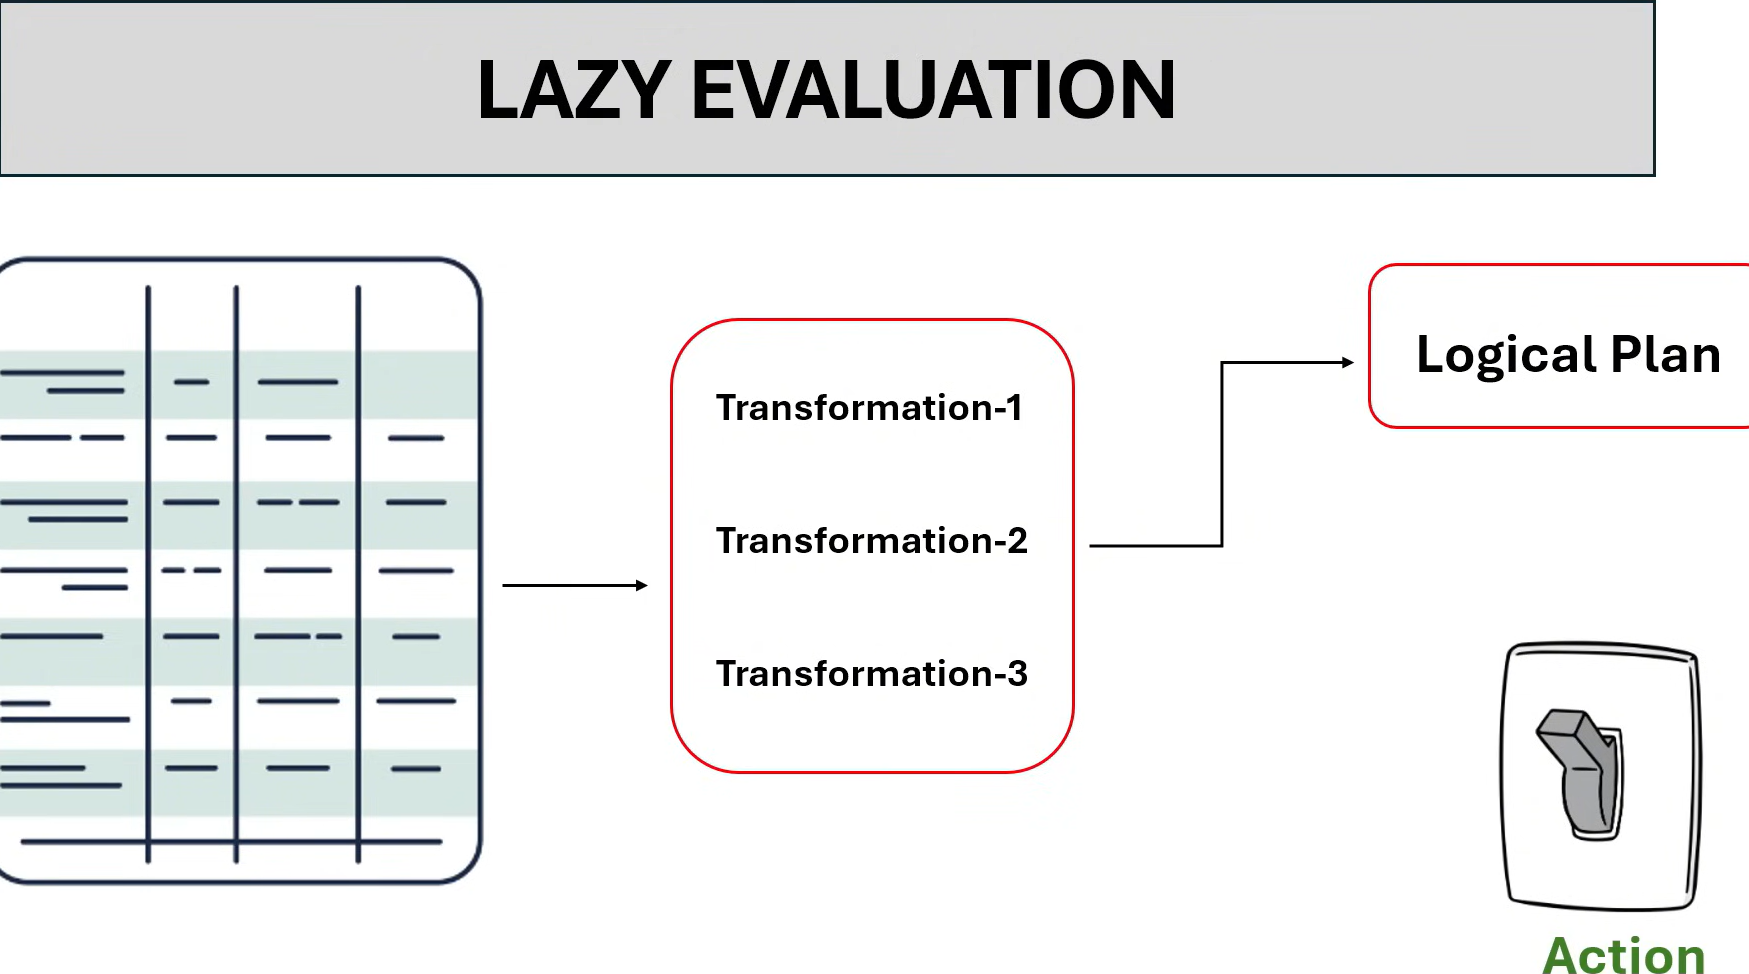 LAZY EVALUATION
Transformation-1
Transformation-2
Transformation-3
Logical Plan
Action